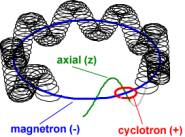 axial (z)
magnetron (-)
cyclotron (+)